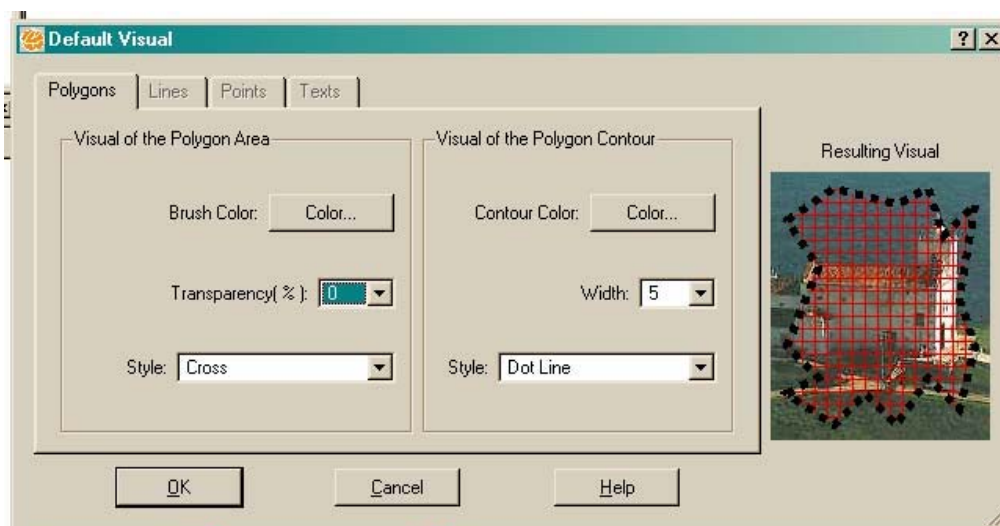 Default Visual
Polygons Lines Points Texts
Visual of the Polygon Area
Brush Color: Color...
Transparency( % ): 0
Style: Cross
Visual of the Polygon Contour
Contour Color: Color...
Width: 5
Style: Dot Line
Resulting Visual
OK Cancel Help